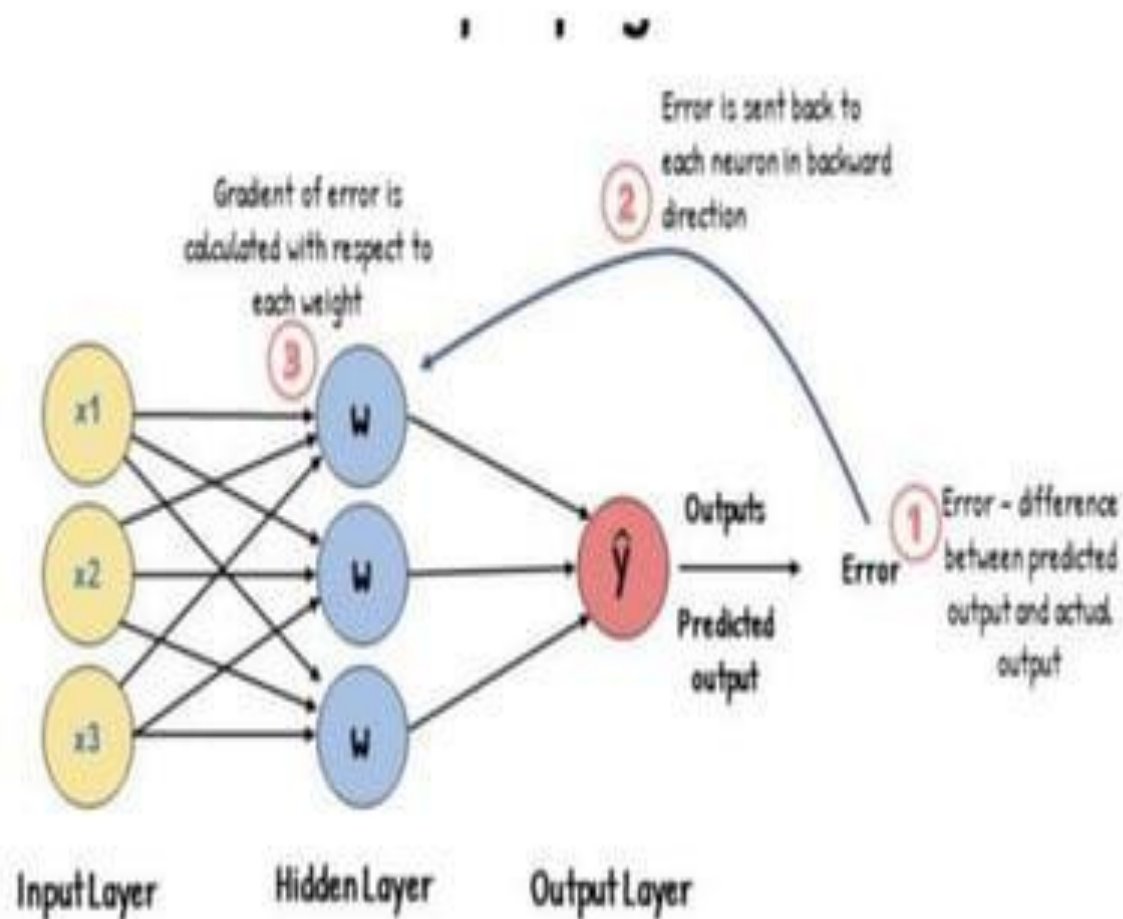 Error is sent back to
each neuron in backward
direction
2
Gradient of error is
calculated with respect to
each weight
3
x1
w
x2
w
x3
w
ŷ
Outputs
Predicted
output
Error
1
Error - difference
between predicted
output and actual
output
Input Layer
Hidden Layer
Output Layer